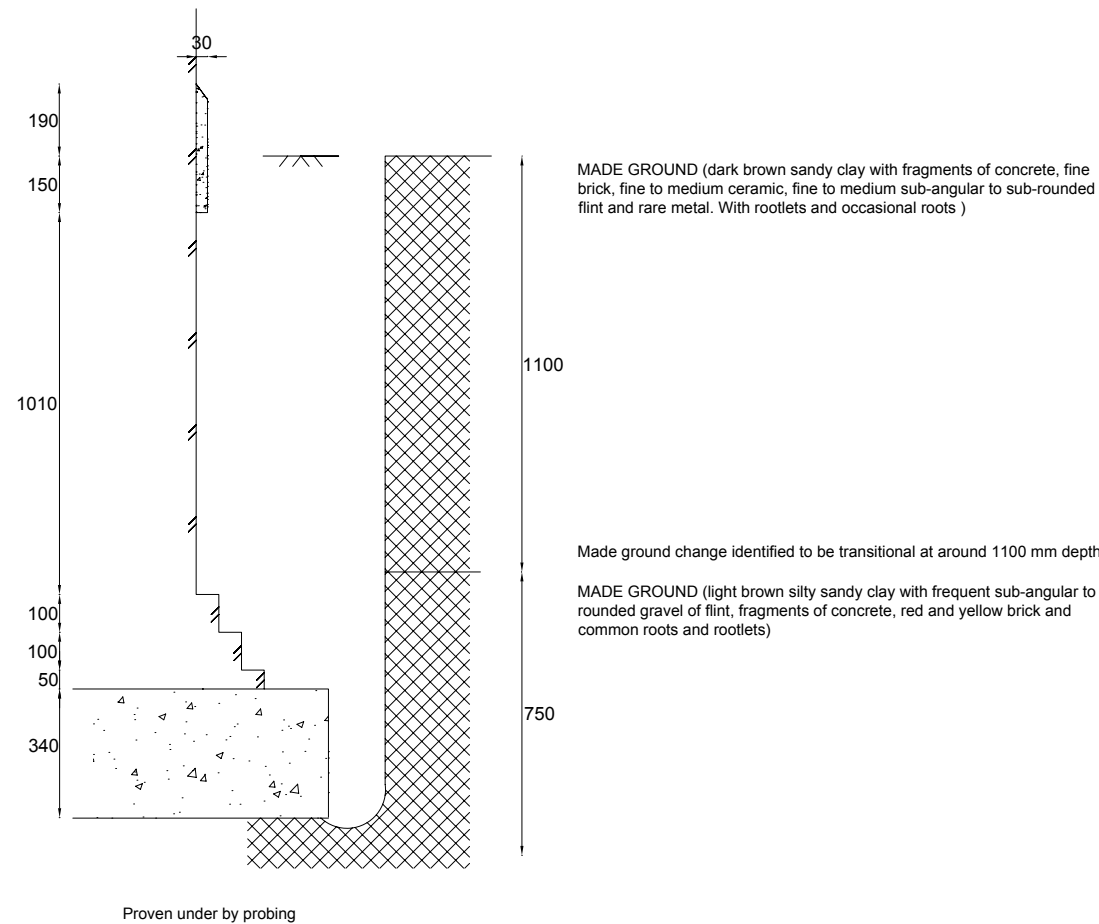 30
190
150
MADE GROUND (dark brown sandy clay with fragments of concrete, fine
brick, fine to medium ceramic, fine to medium sub-angular to sub-rounded
flint and rare metal. With rootlets and occasional roots )
1100
1010
Made ground change identified to be transitional at around 1100 mm depth
MADE GROUND (light brown silty sandy clay with frequent sub-angular to
rounded gravel of flint, fragments of concrete, red and yellow brick and
common roots and rootlets)
100
100
50
750
340
Proven under by probing